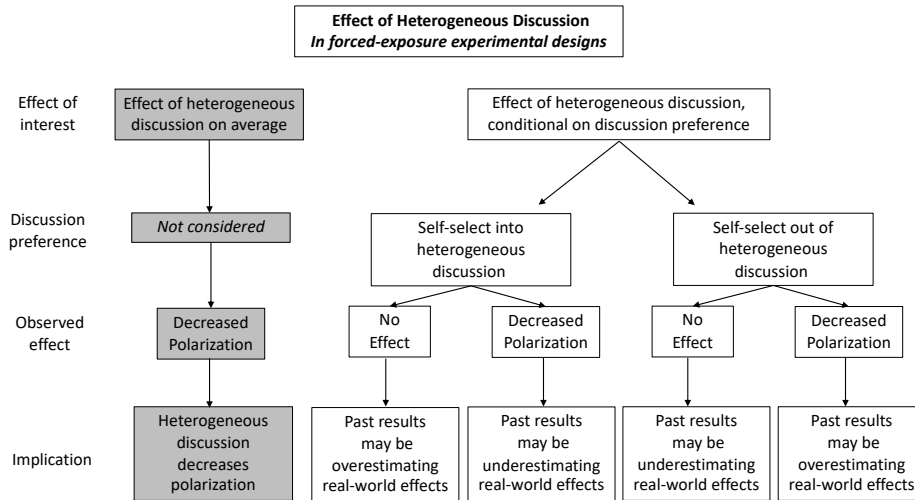 Effect of Heterogeneous Discussion
In forced-exposure experimental designs
Effect of
interest
Effect of heterogeneous
discussion on average
Effect of heterogeneous discussion,
conditional on discussion preference
Discussion
preference
Not considered
Self-select into
heterogeneous
discussion
Self-select out of
heterogeneous
discussion
Observed
effect
Decreased
Polarization
No
Effect
Decreased
Polarization
No
Effect
Decreased
Polarization
Implication
Heterogeneous
discussion
decreases
polarization
Past results
may be
overestimating
real-world effects
Past results
may be
underestimating
real-world effects
Past results
may be
underestimating
real-world effects
Past results
may be
overestimating
real-world effects